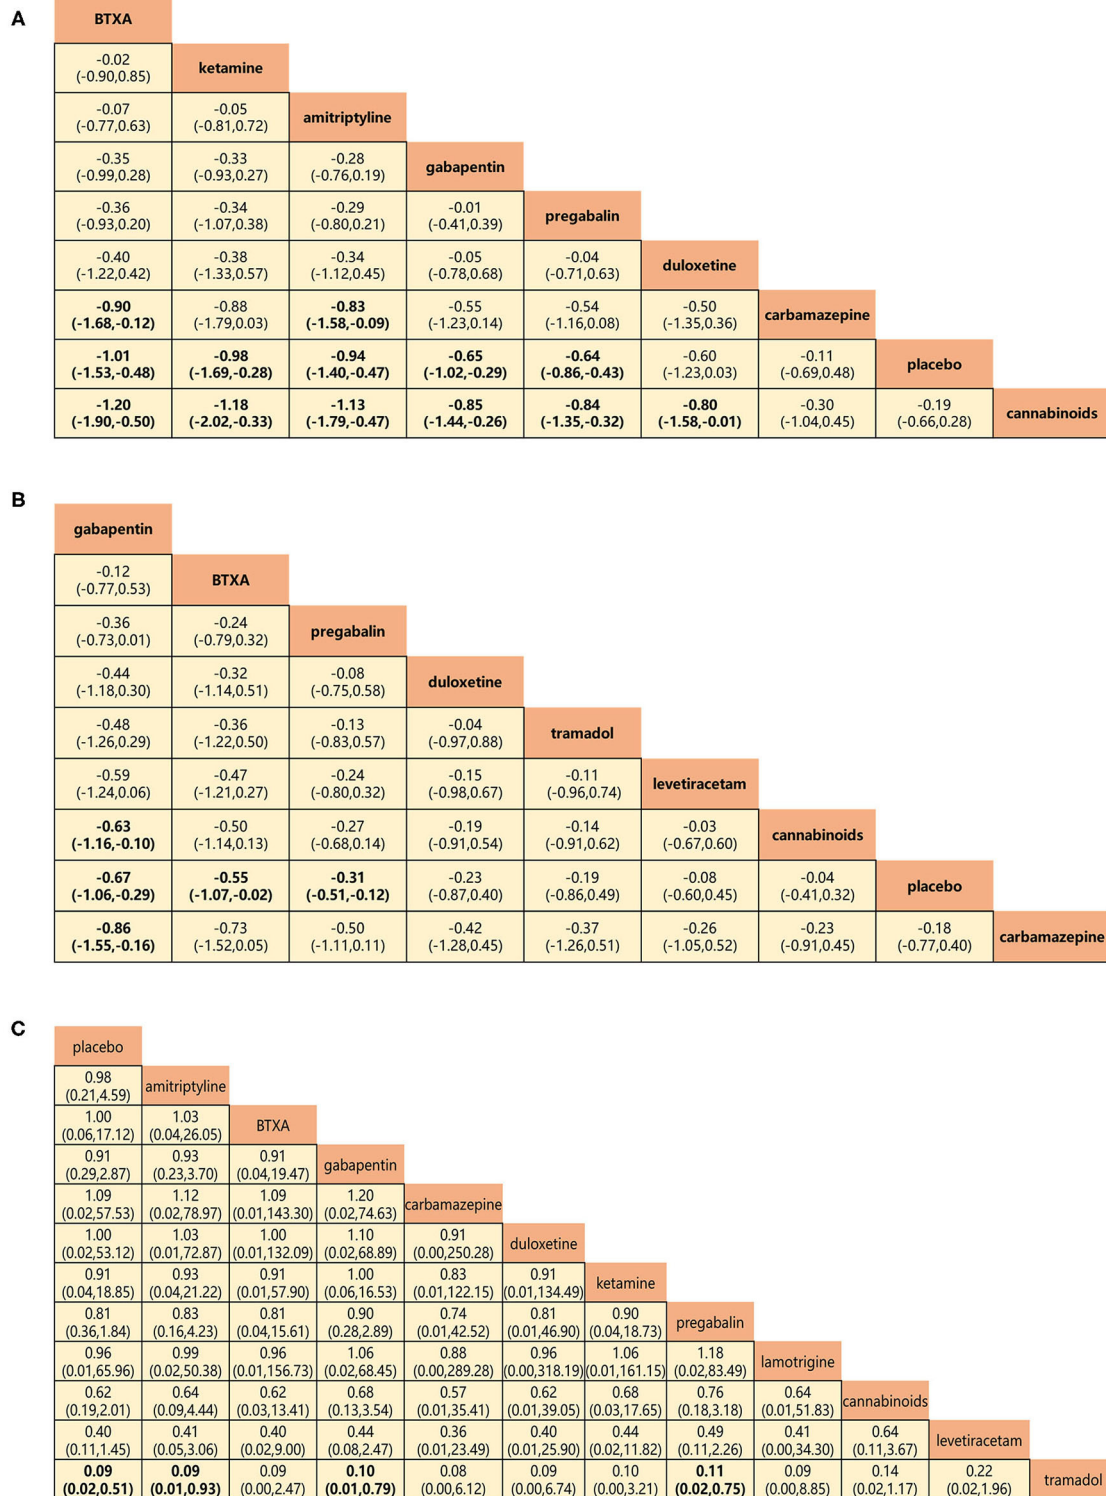 A
BTXA
-0.02 ketamine
(-0.90,0.85)
-0.07 -0.05 amitriptyline
(-0.77,0.63) (-0.81,0.72)
-0.35 -0.33 -0.28 gabapentin
(-0.99,0.28) (-0.93,0.27) (-0.76,0.19)
-0.36 -0.34 -0.29 -0.01 pregabalin
(-0.93,0.20) (-1.07,0.38) (-0.80,0.21) (-0.41,0.39)
-0.40 -0.38 -0.34 -0.05 -0.04 duloxetine
(-1.22,0.42) (-1.33,0.57) (-1.12,0.45) (-0.78,0.68) (-0.71,0.63)
-0.90 -0.88 -0.83 -0.55 -0.54 -0.50 carbamazepine
(-1.68,-0.12) (-1.79,0.03) (-1.58,-0.09) (-1.23,0.14) (-1.16,0.08) (-1.35,0.36)
-1.01 -0.98 -0.94 -0.65 -0.64 -0.60 -0.11 placebo
(-1.53,-0.48) (-1.69,-0.28) (-1.40,-0.47) (-1.02,-0.29) (-0.86,-0.43) (-1.23,0.03) (-0.69,0.48)
-1.20 -1.18 -1.13 -0.85 -0.84 -0.80 -0.30 -0.19 cannabinoids
(-1.90,-0.50) (-2.02,-0.33) (-1.79,-0.47) (-1.44,-0.26) (-1.35,-0.32) (-1.58,-0.01) (-1.04,0.45) (-0.66,0.28)
B
gabapentin
-0.12 BTXA
(-0.77,0.53)
-0.36 -0.24 pregabalin
(-0.73,0.01) (-0.79,0.32)
-0.44 -0.32 -0.08 duloxetine
(-1.18,0.30) (-1.14,0.51) (-0.75,0.58)
-0.48 -0.36 -0.13 -0.04 tramadol
(-1.26,0.29) (-1.22,0.50) (-0.83,0.57) (-0.97,0.88)
-0.59 -0.47 -0.24 -0.15 -0.11 levetiracetam
(-1.24,0.06) (-1.21,0.27) (-0.80,0.32) (-0.98,0.67) (-0.96,0.74)
-0.63 -0.50 -0.27 -0.19 -0.14 -0.03 cannabinoids
(-1.16,-0.10) (-1.14,0.13) (-0.68,0.14) (-0.91,0.54) (-0.91,0.62) (-0.67,0.60)
-0.67 -0.55 -0.31 -0.23 -0.19 -0.08 -0.04 placebo
(-1.06,-0.29) (-1.07,-0.02) (-0.51,-0.12) (-0.87,0.40) (-0.86,0.49) (-0.60,0.45) (-0.41,0.32)
-0.86 -0.73 -0.50 -0.42 -0.37 -0.26 -0.23 -0.18 carbamazepine
(-1.55,-0.16) (-1.52,0.05) (-1.11,0.11) (-1.28,0.45) (-1.26,0.51) (-1.05,0.52) (-0.91,0.45) (-0.77,0.40)
C
placebo
0.98 amitriptyline
(0.21,4.59)
1.00 1.03 BTXA
(0.06,17.12) (0.04,26.05)
0.91 0.93 0.91 gabapentin
(0.29,2.87) (0.23,3.70) (0.04,19.47)
1.09 1.12 1.09 1.20 carbamazepine
(0.02,57.53) (0.02,78.97) (0.01,143.30) (0.02,74.63)
1.00 1.03 1.00 1.10 0.91 duloxetine
(0.02,53.12) (0.01,72.87) (0.01,132.09) (0.02,68.89) (0.00,250.28)
0.91 0.93 0.91 1.00 0.83 0.91 ketamine
(0.04,18.85) (0.04,21.22) (0.01,57.90) (0.06,16.53) (0.01,122.15) (0.01,134.49)
0.81 0.83 0.81 0.90 0.74 0.81 0.90 pregabalin
(0.36,1.84) (0.16,4.23) (0.04,15.61) (0.28,2.89) (0.01,42.52) (0.01,46.90) (0.04,18.73)
0.96 0.99 0.96 1.06 0.88 0.96 1.06 1.18 lamotrigine
(0.01,65.96) (0.02,50.38) (0.01,156.73) (0.02,68.45) (0.00,289.28) (0.00,318.19) (0.01,161.15) (0.02,83.49)
0.62 0.64 0.62 0.68 0.57 0.62 0.68 0.76 0.64 cannabinoids
(0.19,2.01) (0.09,4.44) (0.03,13.41) (0.13,3.54) (0.01,35.41) (0.01,39.05) (0.03,17.65) (0.18,3.18) (0.01,51.83)
0.40 0.41 0.40 0.44 0.36 0.40 0.44 0.49 0.41 0.64 levetiracetam
(0.11,1.45) (0.05,3.06) (0.02,9.00) (0.08,2.47) (0.01,23.49) (0.01,25.90) (0.02,11.82) (0.11,2.26) (0.00,34.30) (0.11,3.67)
0.09 0.09 0.09 0.10 0.08 0.09 0.10 0.11 0.09 0.14 0.22 tramadol
(0.02,0.51) (0.01,0.93) (0.00,2.47) (0.01,0.79) (0.00,6.12) (0.00,6.74) (0.00,3.21) (0.02,0.75) (0.00,8.85) (0.02,1.17) (0.02,1.96)